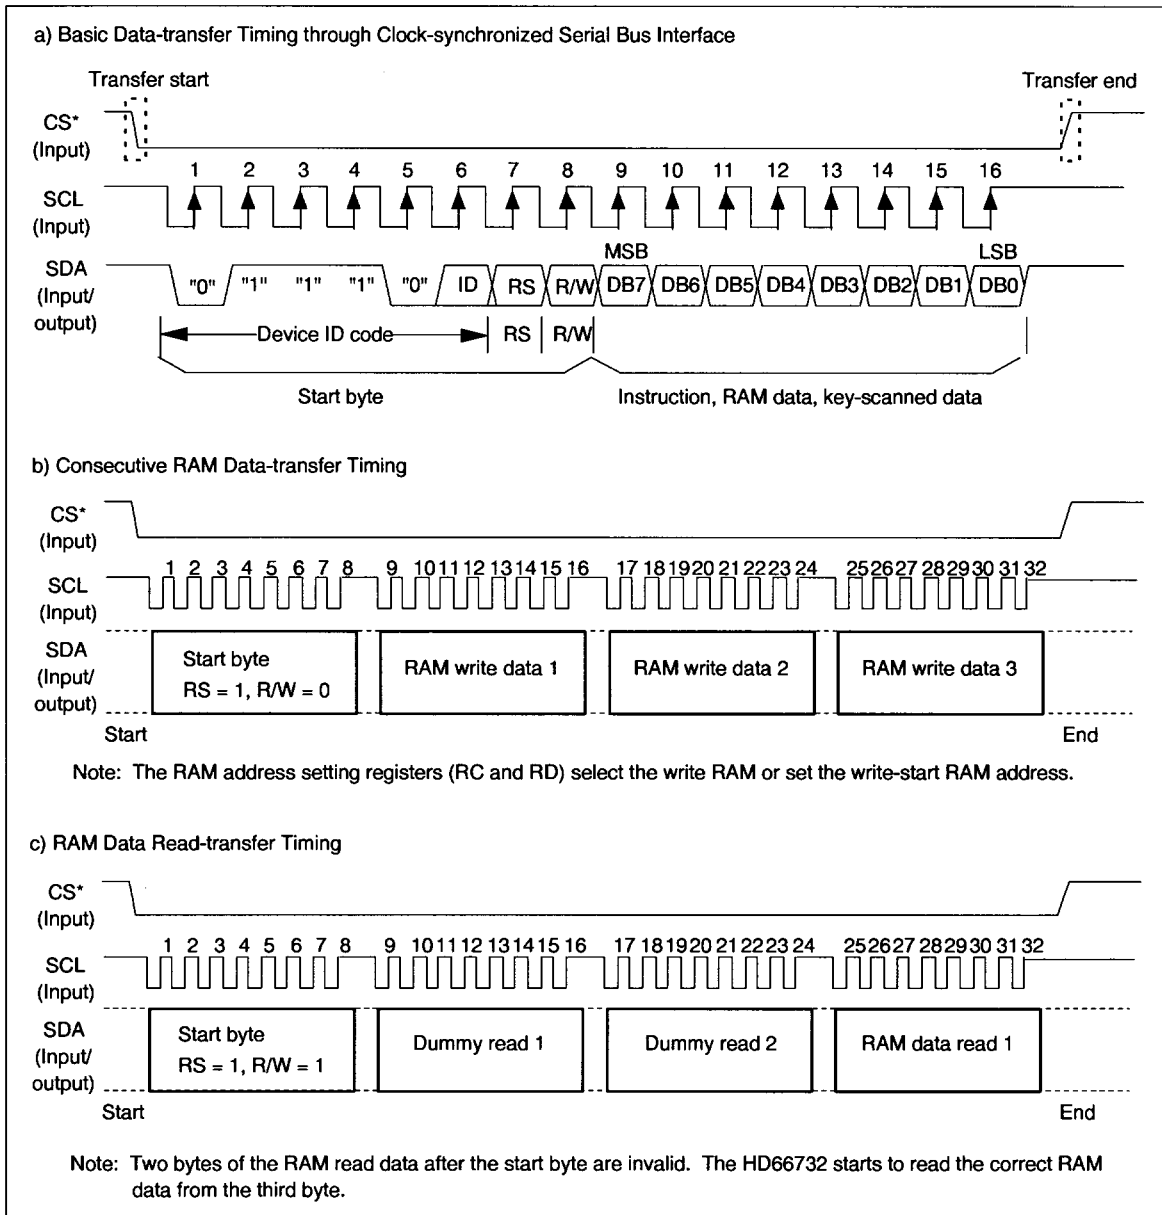 a) Basic Data-transfer Timing through Clock-synchronized Serial Bus Interface
Transfer start
Transfer end
CS*
(Input)
1 2 3 4 5 6 7 8 9 10 11 12 13 14 15 16
SCL
(Input)
MSB
LSB
SDA
(Input/
output)
"0" "1" "1" "1" "0" ID RS R/W DB7 DB6 DB5 DB4 DB3 DB2 DB1 DB0
Device ID code RS R/W
Start byte
Instruction, RAM data, key-scanned data
b) Consecutive RAM Data-transfer Timing
CS*
(Input)
1 2 3 4 5 6 7 8 9 10 11 12 13 14 15 16 17 18 19 20 21 22 23 24 25 26 27 28 29 30 31 32
SCL
(Input)
SDA
(Input/
output)
Start byte
RS = 1, R/W = 0
RAM write data 1
RAM write data 2
RAM write data 3
Start
End
Note: The RAM address setting registers (RC and RD) select the write RAM or set the write-start RAM address.
c) RAM Data Read-transfer Timing
CS*
(Input)
1 2 3 4 5 6 7 8 9 10 11 12 13 14 15 16 17 18 19 20 21 22 23 24 25 26 27 28 29 30 31 32
SCL
(Input)
SDA
(Input/
output)
Start byte
RS = 1, R/W = 1
Dummy read 1
Dummy read 2
RAM data read 1
Start
End
Note: Two bytes of the RAM read data after the start byte are invalid. The HD66732 starts to read the correct RAM
data from the third byte.